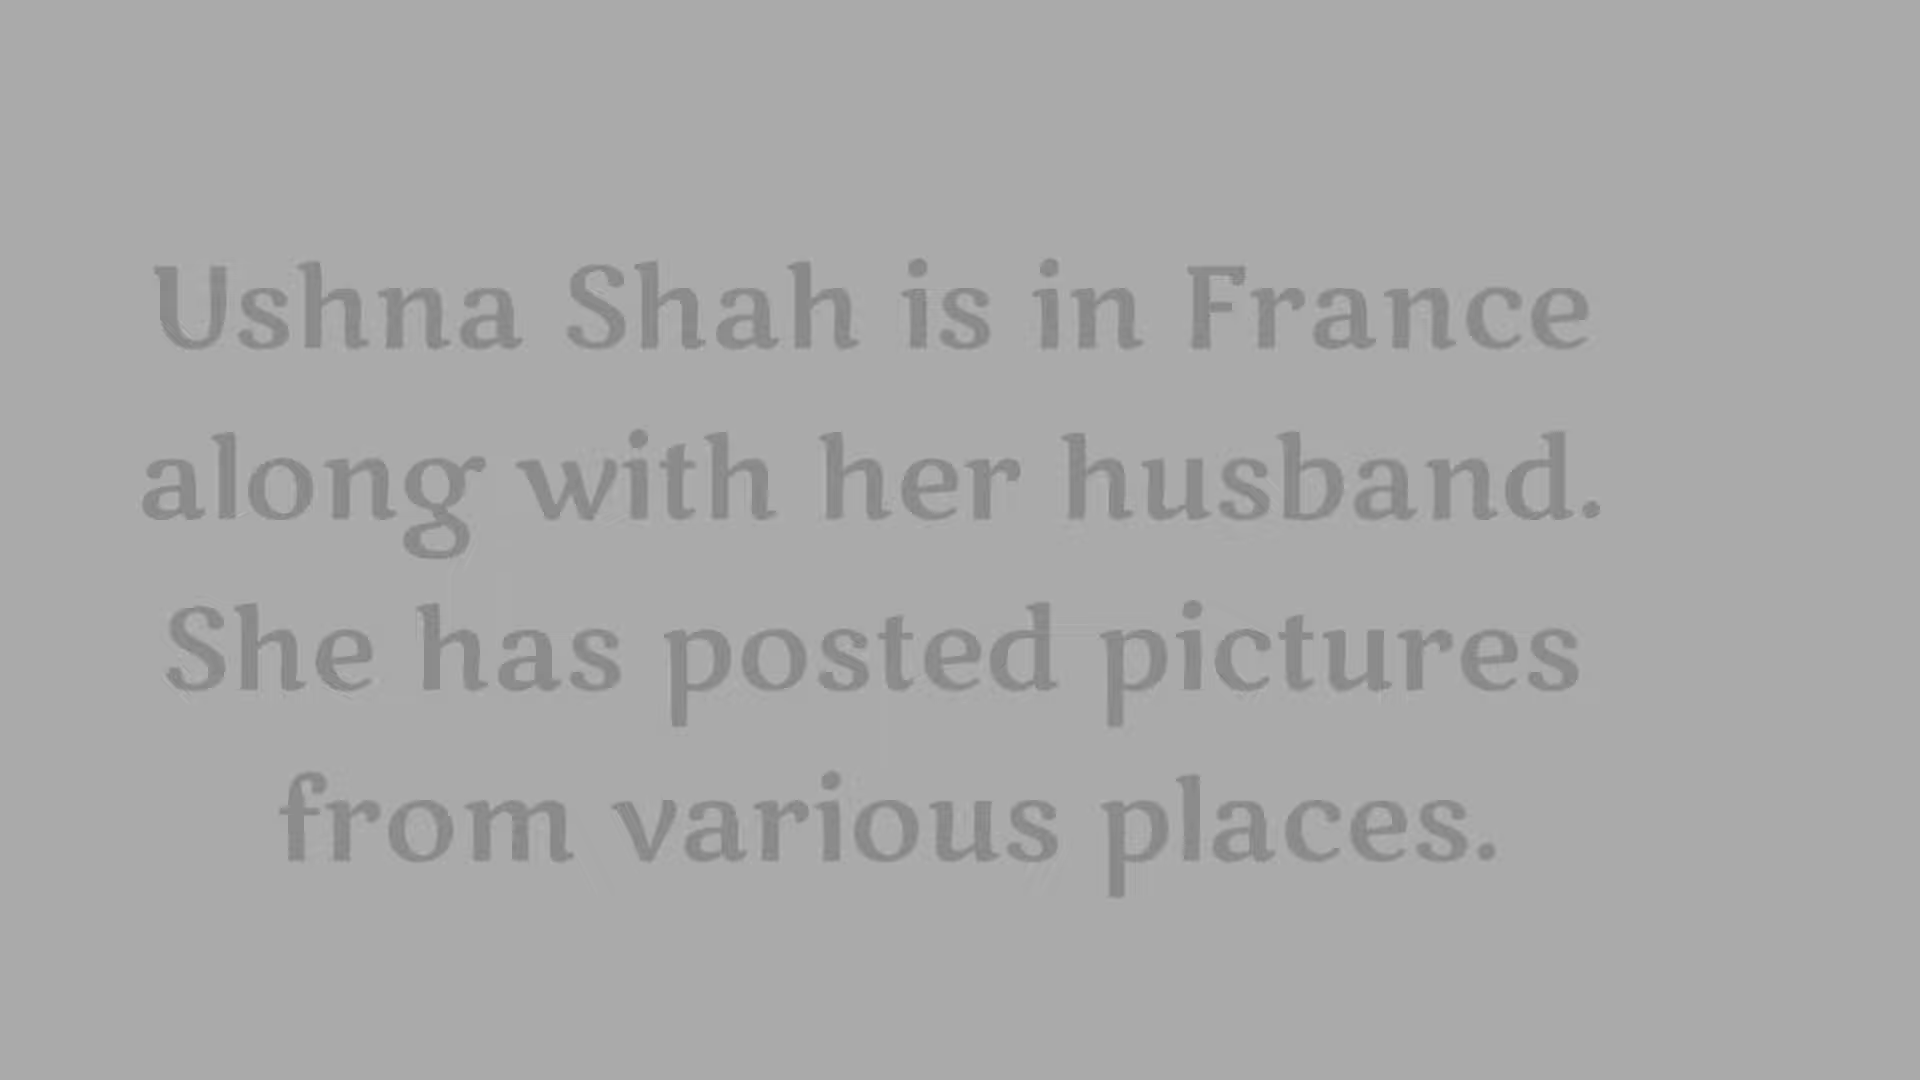 Ushna Shah is in France
along with her husband.
She has posted pictures
from various places.